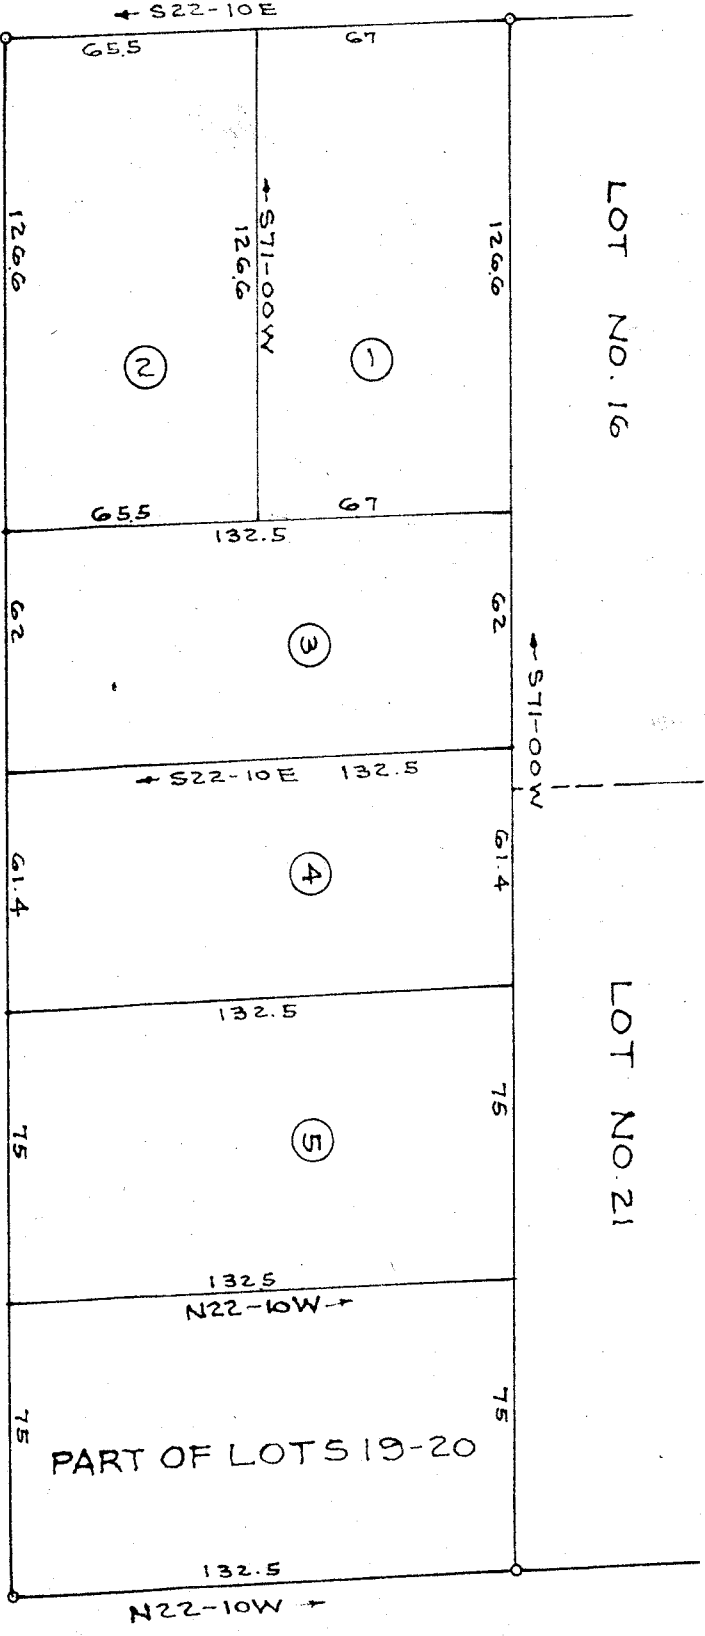 ← S22-10E
65.5
67
126.6
126.6
←S71-00W
126.6
LOT NO. 16
2
1
65.5
67
132.5
62
3
62
←S71-00W
← S22-10E 132.5
61.4
4
61.4
132.5
LOT NO. 21
75
5
75
132.5
N22-10W→
75
75
PART OF LOTS 19-20
132.5
N22-10W →